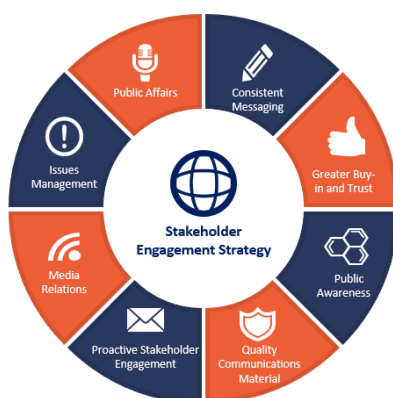 Public Affairs
Consistent
Messaging
Issues
Management
Greater Buy-
in and Trust
Stakeholder
Engagement Strategy
Media
Relations
Public
Awareness
Proactive Stakeholder
Engagement
Quality
Communications
Material